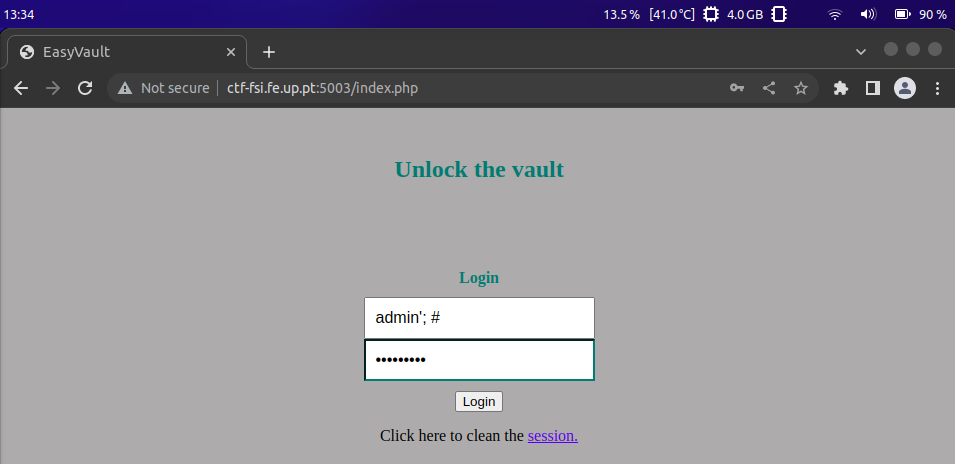 13:34 13.5 % [41.0°C] 4.0 GB 90 %
EasyVault
Not secure ctf-fsi.fe.up.pt:5003/index.php
Unlock the vault
Login
admin'; #
•••••••••
Login
Click here to clean the session.